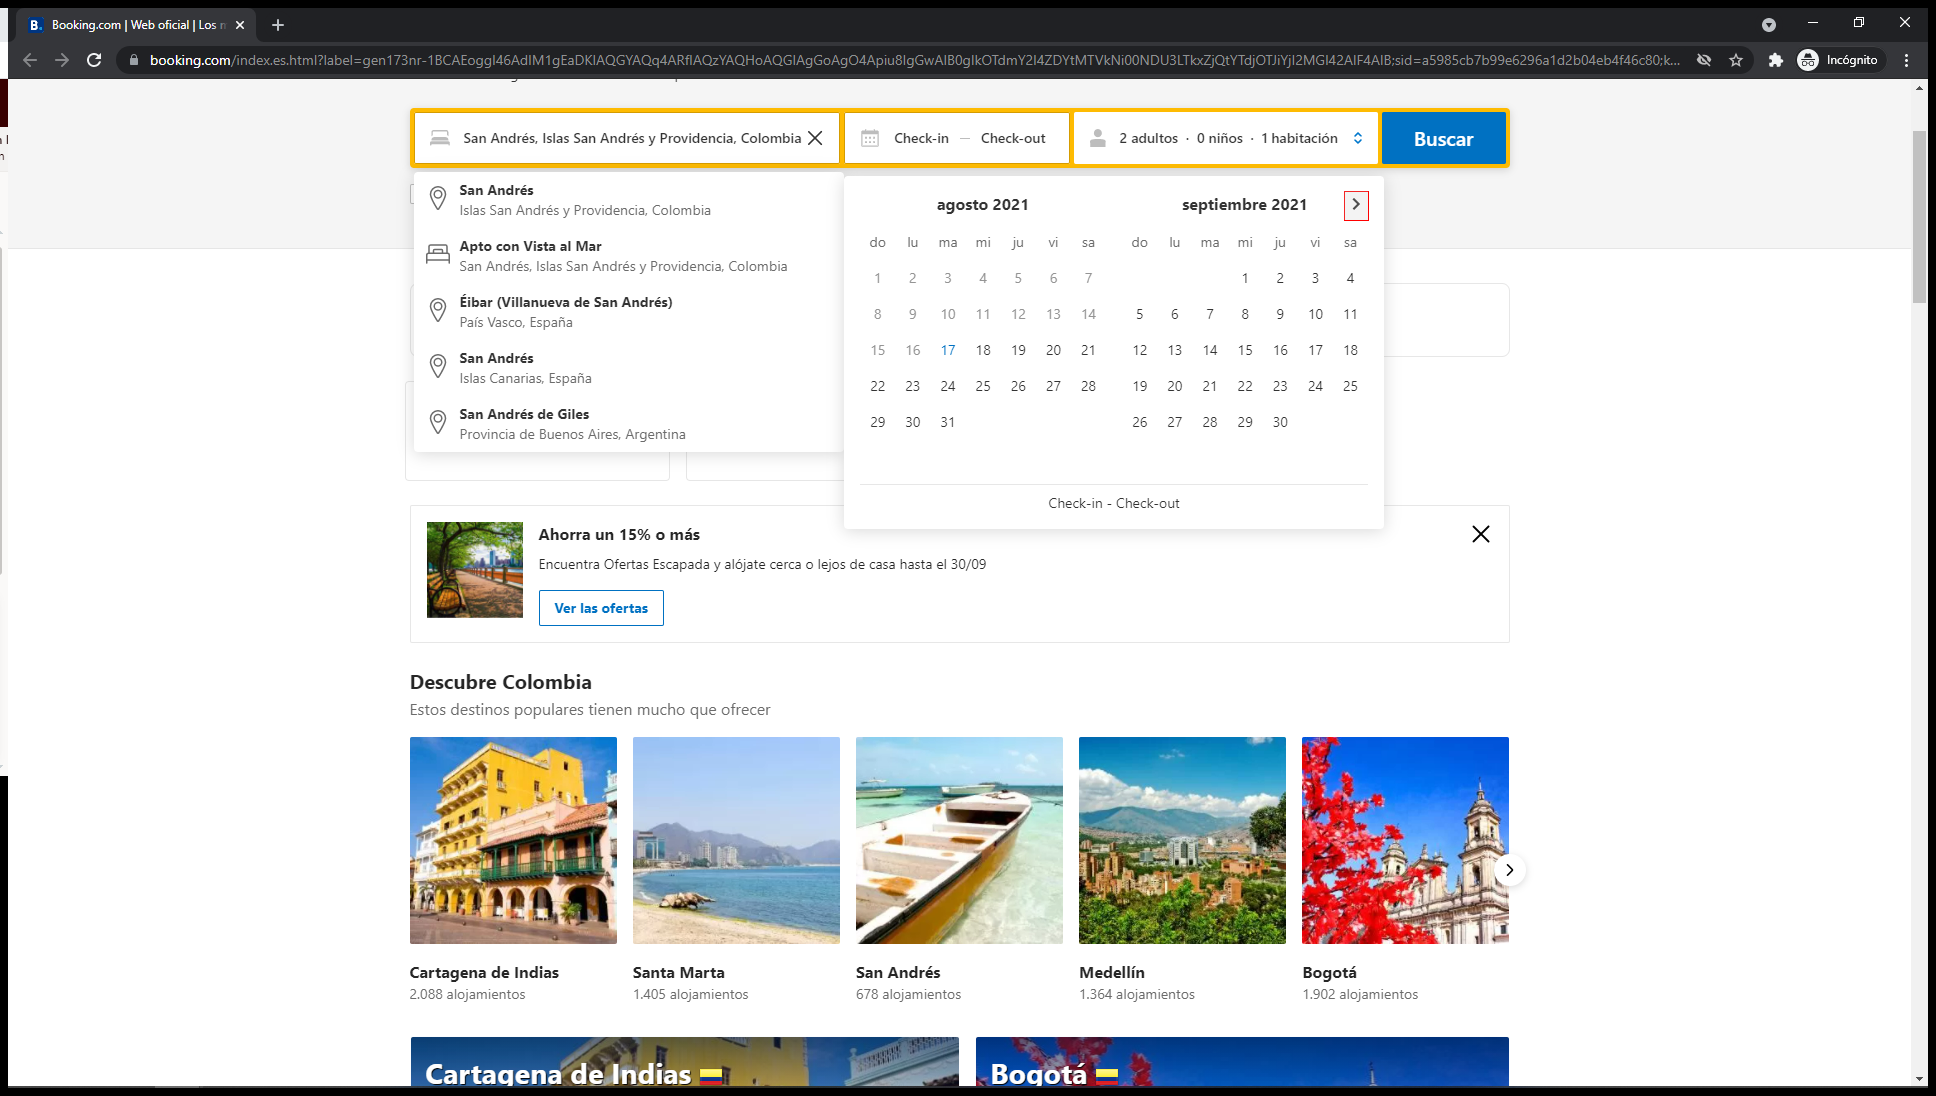 Booking.com | Web oficial | Los
booking.com/index.es.html?label=
Incógnito
San Andrés, Islas San Andrés y Providencia, Colombia
Check-in — Check-out
2 adultos · 0 niños · 1 habitación
Buscar
San Andrés
Islas San Andrés y Providencia, Colombia
Apto con Vista al Mar
San Andrés, Islas San Andrés y Providencia, Colombia
Éibar (Villanueva de San Andrés)
País Vasco, España
San Andrés
Islas Canarias, España
San Andrés de Giles
Provincia de Buenos Aires, Argentina
agosto 2021
do lu ma mi ju vi sa
1 2 3 4 5 6 7
8 9 10 11 12 13 14
15 16 17 18 19 20 21
22 23 24 25 26 27 28
29 30 31
septiembre 2021
do lu ma mi ju vi sa
1 2 3 4
5 6 7 8 9 10 11
12 13 14 15 16 17 18
19 20 21 22 23 24 25
26 27 28 29 30
Check-in - Check-out
Ahorra un 15% o más
Encuentra Ofertas Escapada y alójate cerca o lejos de casa hasta el 30/09
Ver las ofertas
Descubre Colombia
Estos destinos populares tienen mucho que ofrecer
Cartagena de Indias
2.088 alojamientos
Santa Marta
1.405 alojamientos
San Andrés
678 alojamientos
Medellín
1.364 alojamientos
Bogotá
1.902 alojamientos
Cartagena de Indias
Bogotá